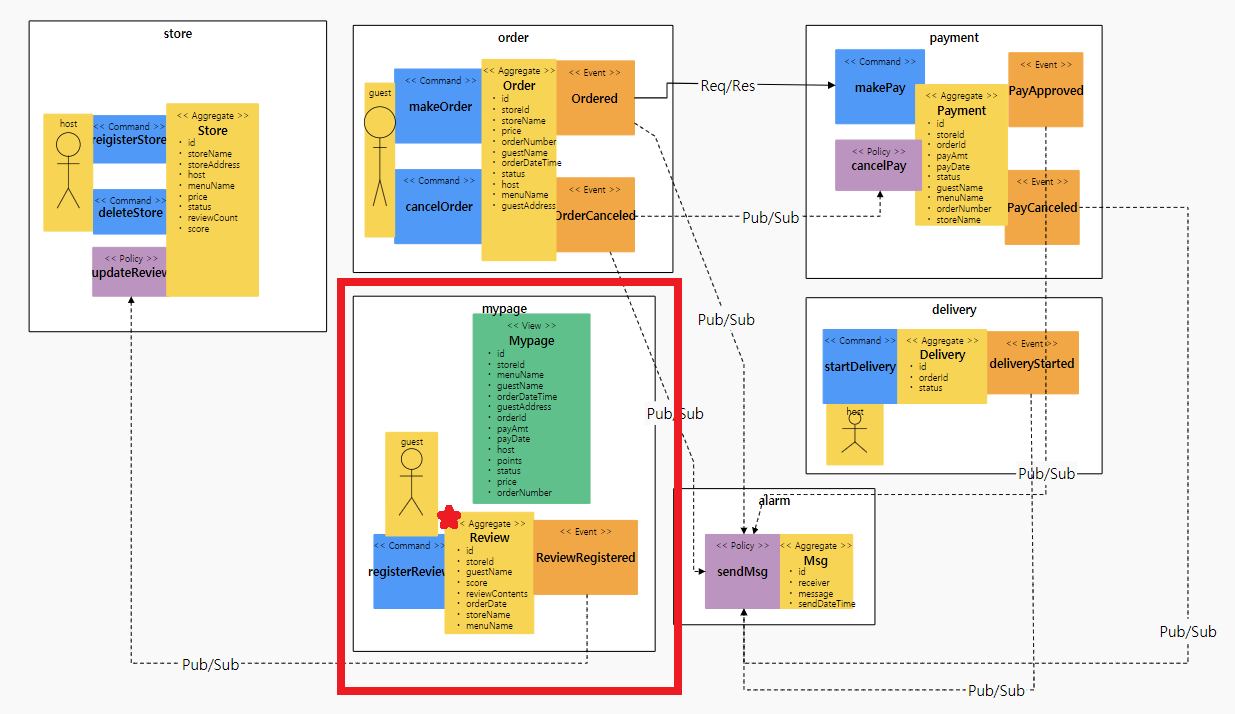 store
host
<< Command >>
reigisterStore
<< Command >>
deleteStore
<< Policy >>
updateReview
<< Aggregate >>
Store
· id
· storeName
· storeAddress
· host
· menuName
· price
· status
· reviewCount
· score
order
guest
<< Command >>
makeOrder
<< Command >>
cancelOrder
<< Aggregate >>
Order
· id
· storeId
· storeName
· price
· orderNumber
· guestName
· orderDateTime
· status
· host
· menuName
· guestAddress
<< Event >>
Ordered
<< Event >>
OrderCanceled
Req/Res
Pub/Sub
payment
<< Command >>
makePay
<< Policy >>
cancelPay
<< Aggregate >>
Payment
· id
· storeId
· orderId
· payAmt
· payDate
· status
· guestName
· menuName
· orderNumber
· storeName
<< Event >>
PayApproved
<< Event >>
PayCanceled
mypage
<< View >>
Mypage
· id
· storeId
· menuName
· guestName
· orderDateTime
· guestAddress
· orderId
· payAmt
· payDate
· host
· points
· status
· price
· orderNumber
guest
<< Command >>
registerReview
< Aggregate >>
Review
· id
· storeId
· guestName
· score
· reviewContents
· orderDate
· storeName
· menuName
<< Event >>
ReviewRegistered
Pub/Sub
Pub/Sub
Pub/Sub
delivery
<< Command >>
startDelivery
host
<< Aggregate >>
Delivery
· id
· orderId
· status
<< Event >>
deliveryStarted
Pub/Sub
alarm
<< Policy >>
sendMsg
<< Aggregate >>
Msg
· id
· receiver
· message
· sendDateTime
Pub/Sub
Pub/Sub